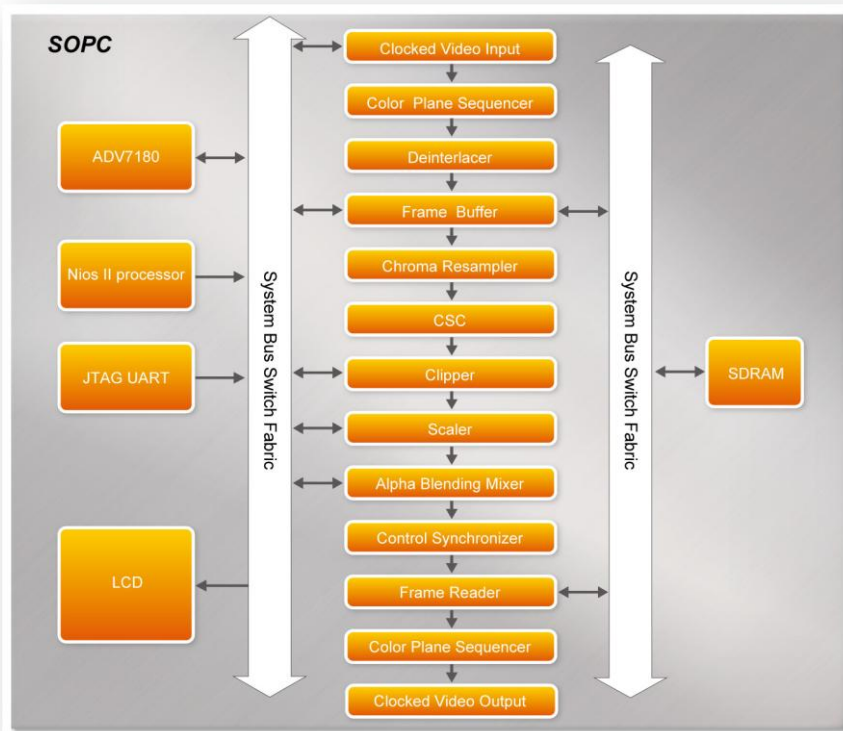 SOPC
ADV7180
Nios II processor
JTAG UART
LCD
System Bus Switch Fabric
Clocked Video Input
Color Plane Sequencer
Deinterlacer
Frame Buffer
Chroma Resampler
CSC
Clipper
Scaler
Alpha Blending Mixer
Control Synchronizer
Frame Reader
Color Plane Sequencer
Clocked Video Output
System Bus Switch Fabric
SDRAM